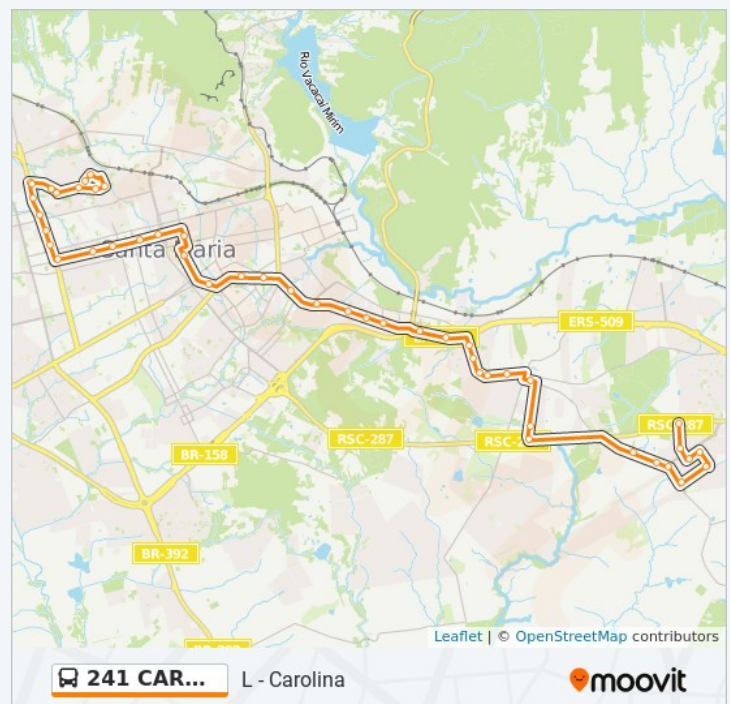 Rio Vacacaí Mirim
Santa Maria
ERS-509
RSC-287
RSC-287
BR-158
BR-392
Leaflet | © OpenStreetMap contributors
241 CAR...
L - Carolina
moovit